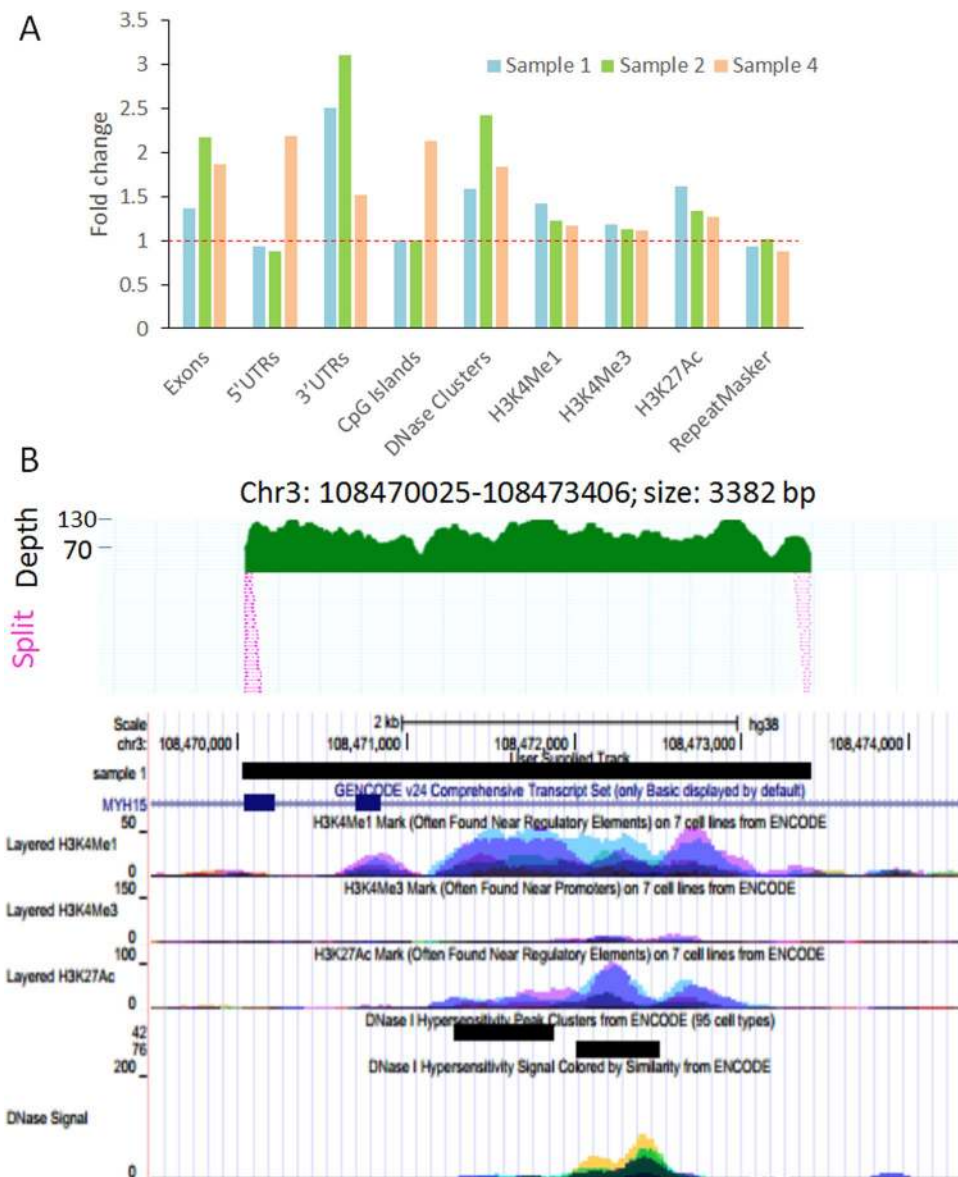 A
3.5
3
2.5
2
1.5
1
0.5
0
Fold change
Sample 1 Sample 2 Sample 4
Exons
5'UTRs
3'UTRs
CpG Islands
DNase Clusters
H3K4Me1
H3K4Me3
H3K27Ac
RepeatMasker
B
Chr3: 108470025-108473406; size: 3382 bp
130
70
Split Depth
Scale 2 kb hg38
chr3: 108,470,000 108,471,000 108,472,000 108,473,000 108,474,000
User Supplied Track
sample 1
GENCODE v24 Comprehensive Transcript Set (only Basic displayed by default)
MYH15
H3K4Me1 Mark (Often Found Near Regulatory Elements) on 7 cell lines from ENCODE
50
Layered H3K4Me1
0
H3K4Me3 Mark (Often Found Near Promoters) on 7 cell lines from ENCODE
150
Layered H3K4Me3
0
H3K27Ac Mark (Often Found Near Regulatory Elements) on 7 cell lines from ENCODE
100
Layered H3K27Ac
0
DNase I Hypersensitivity Peak Clusters from ENCODE (95 cell types)
42
76
DNase I Hypersensitivity Signal Colored by Similarity from ENCODE
200
DNase Signal
0